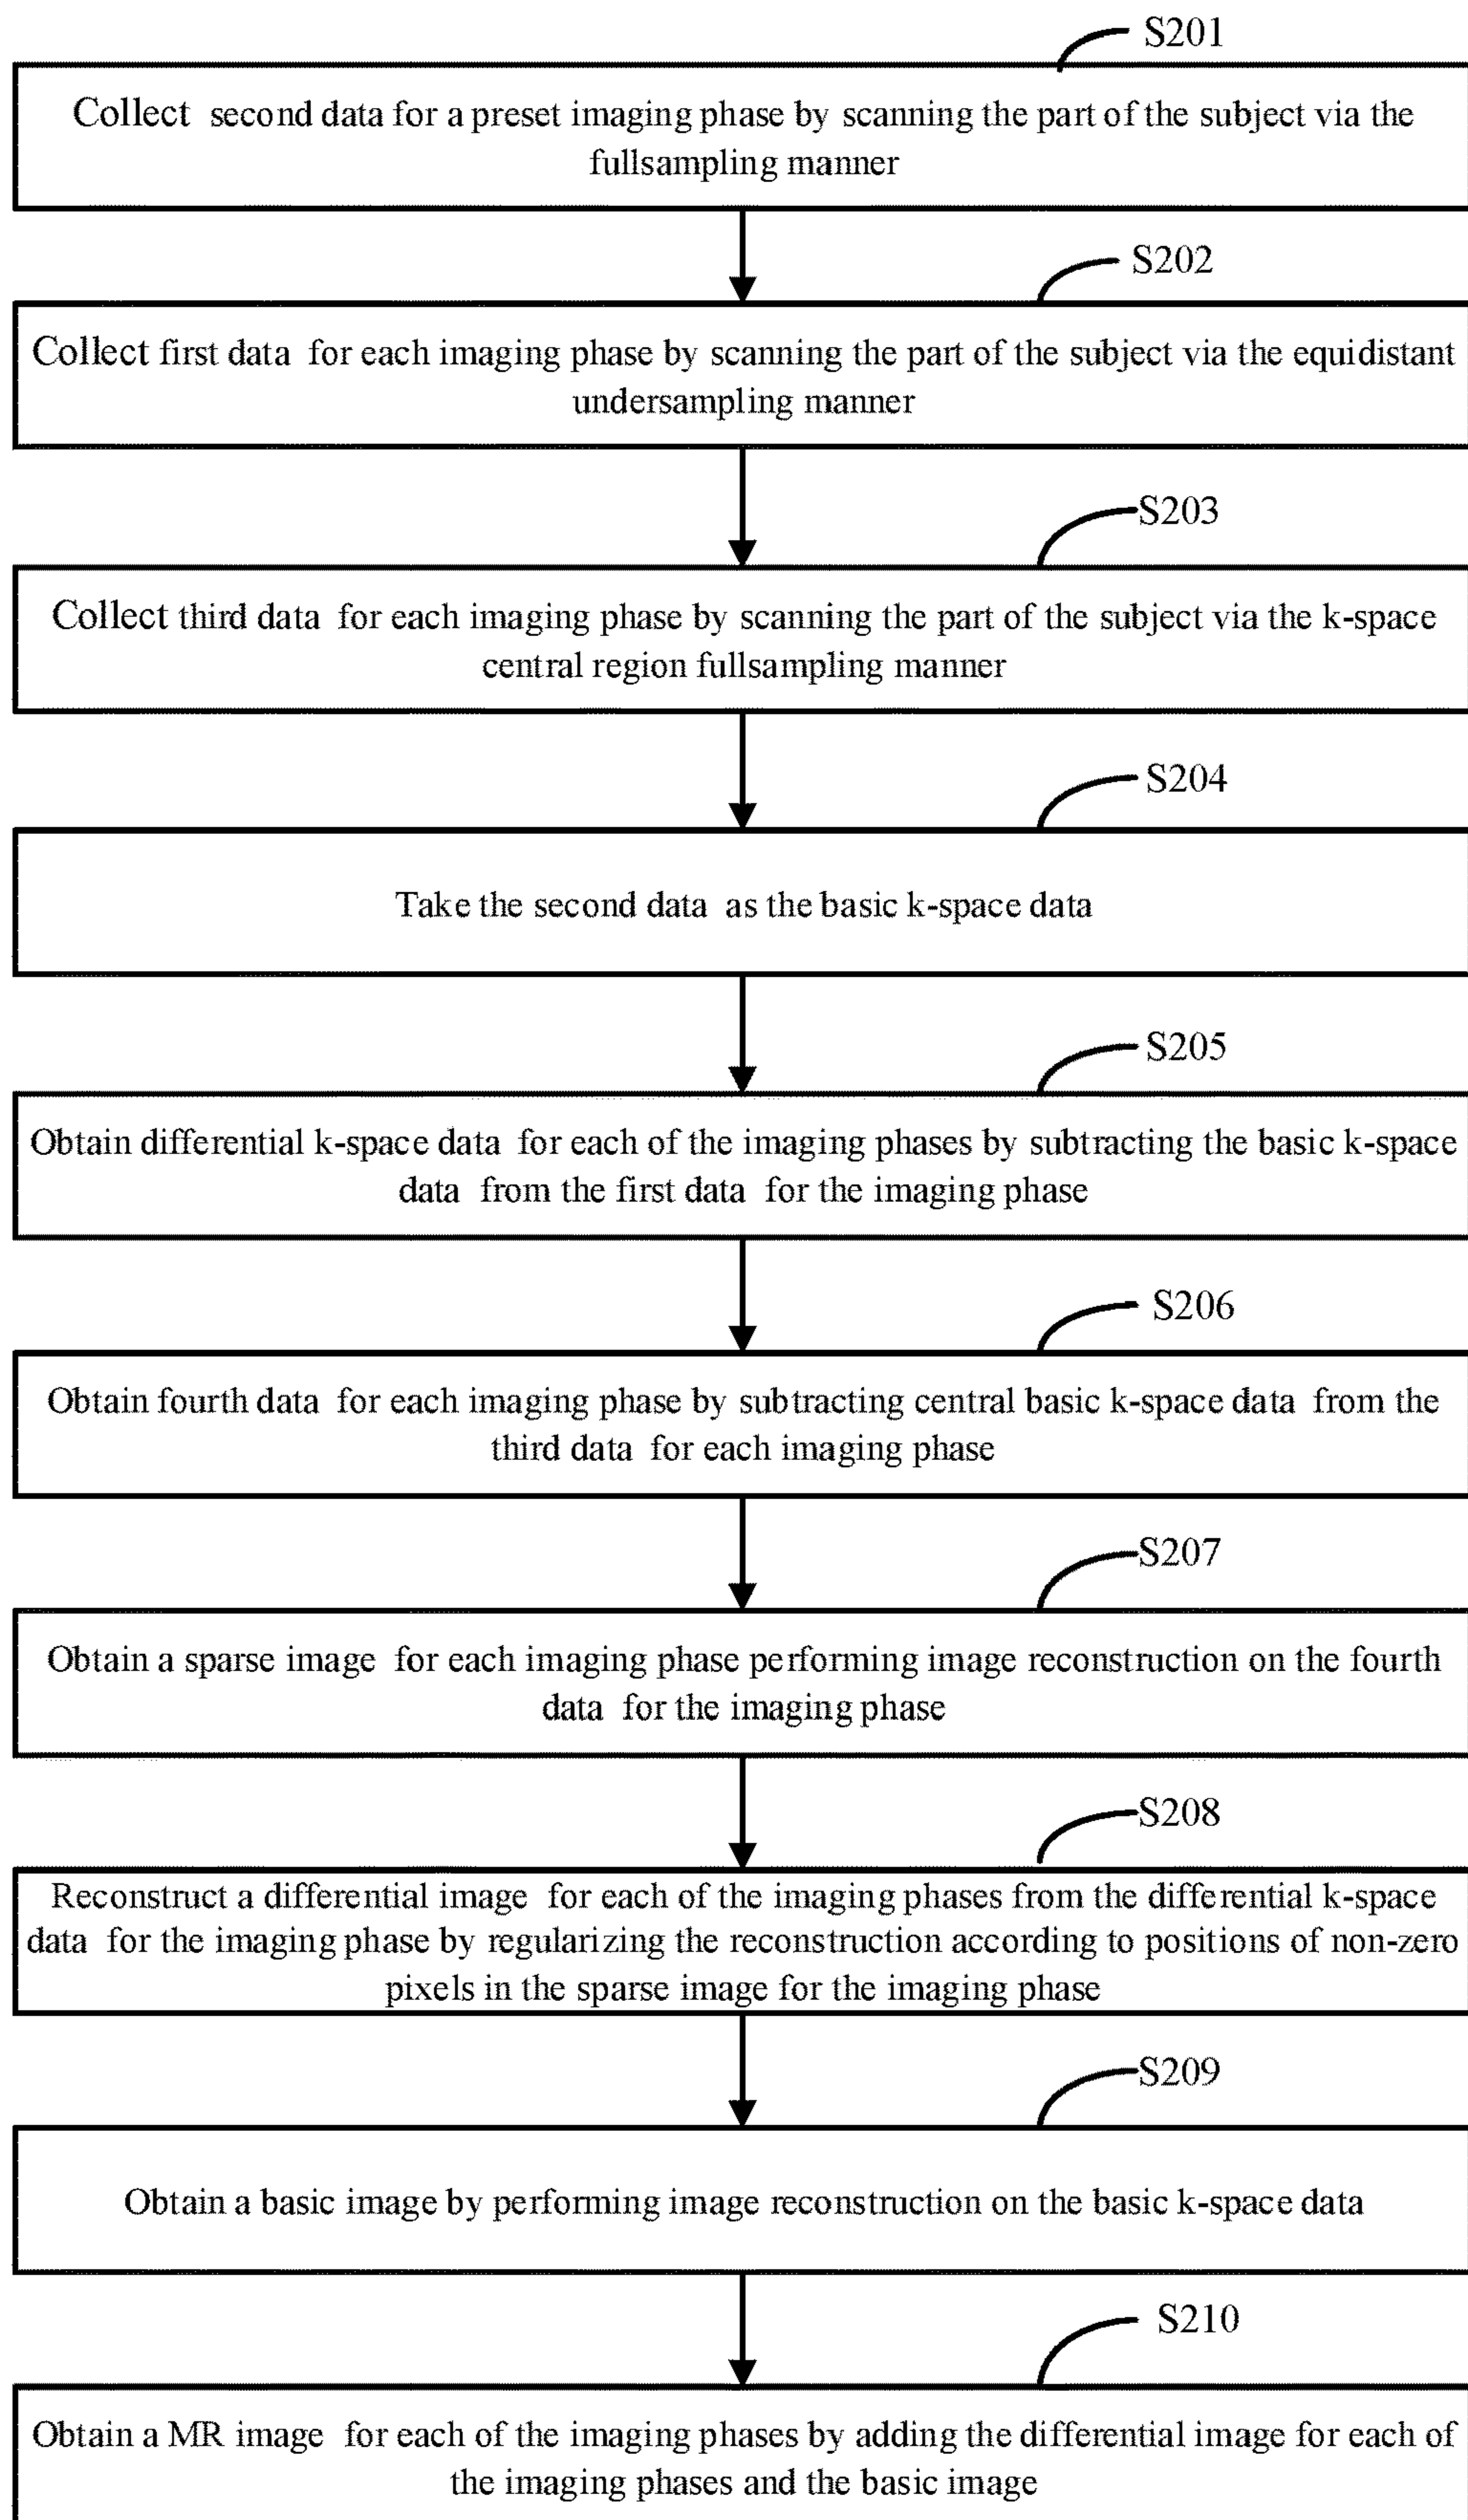 S201
Collect second data for a preset imaging phase by scanning the part of the subject via the
fullsampling manner
S202
Collect first data for each imaging phase by scanning the part of the subject via the equidistant
undersampling manner
S203
Collect third data for each imaging phase by scanning the part of the subject via the k-space
central region fullsampling manner
S204
Take the second data as the basic k-space data
S205
Obtain differential k-space data for each of the imaging phases by subtracting the basic k-space
data from the first data for the imaging phase
S206
Obtain fourth data for each imaging phase by subtracting central basic k-space data from the
third data for each imaging phase
S207
Obtain a sparse image for each imaging phase performing image reconstruction on the fourth
data for the imaging phase
S208
Reconstruct a differential image for each of the imaging phases from the differential k-space
data for the imaging phase by regularizing the reconstruction according to positions of non-zero
pixels in the sparse image for the imaging phase
S209
Obtain a basic image by performing image reconstruction on the basic k-space data
S210
Obtain a MR image for each of the imaging phases by adding the differential image for each of
the imaging phases and the basic image